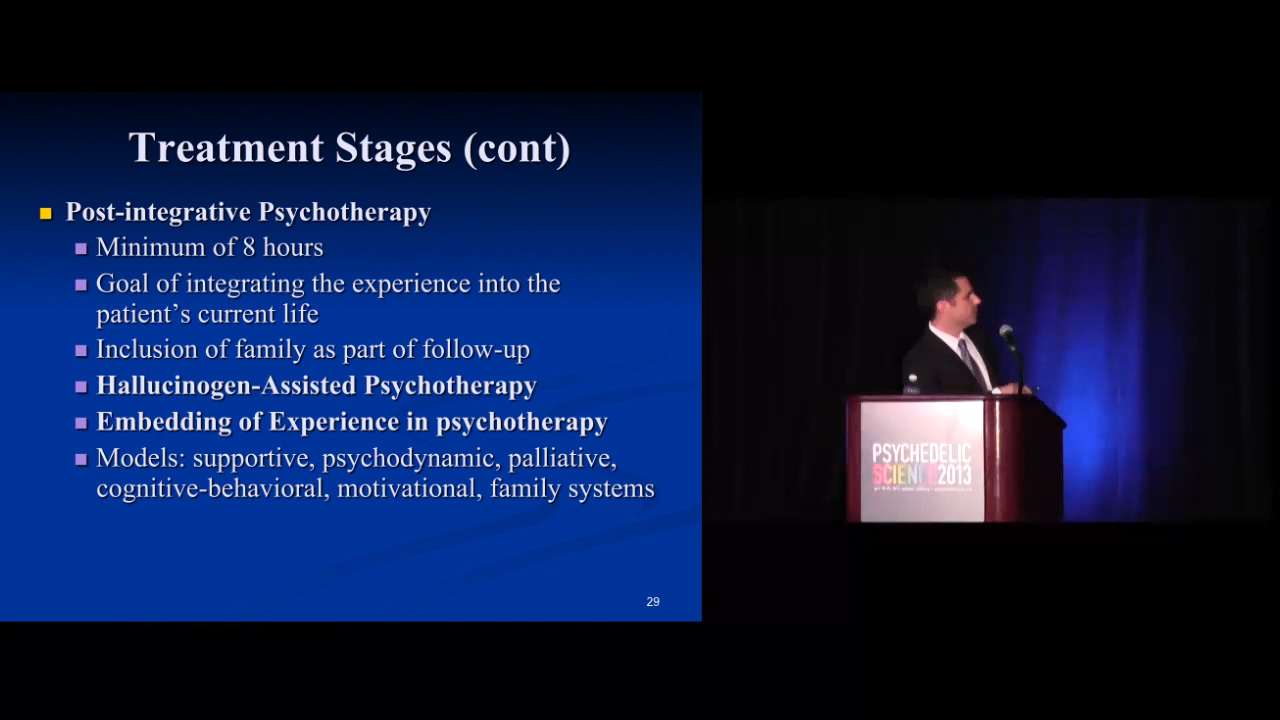 Treatment Stages (cont)
Post-integrative Psychotherapy
Minimum of 8 hours
Goal of integrating the experience into the
patient’s current life
Inclusion of family as part of follow-up
Hallucinogen-Assisted Psychotherapy
Embedding of Experience in psychotherapy
Models: supportive, psychodynamic, palliative,
cognitive-behavioral, motivational, family systems
29
PSYCHEDELIC
SCIENCE2013